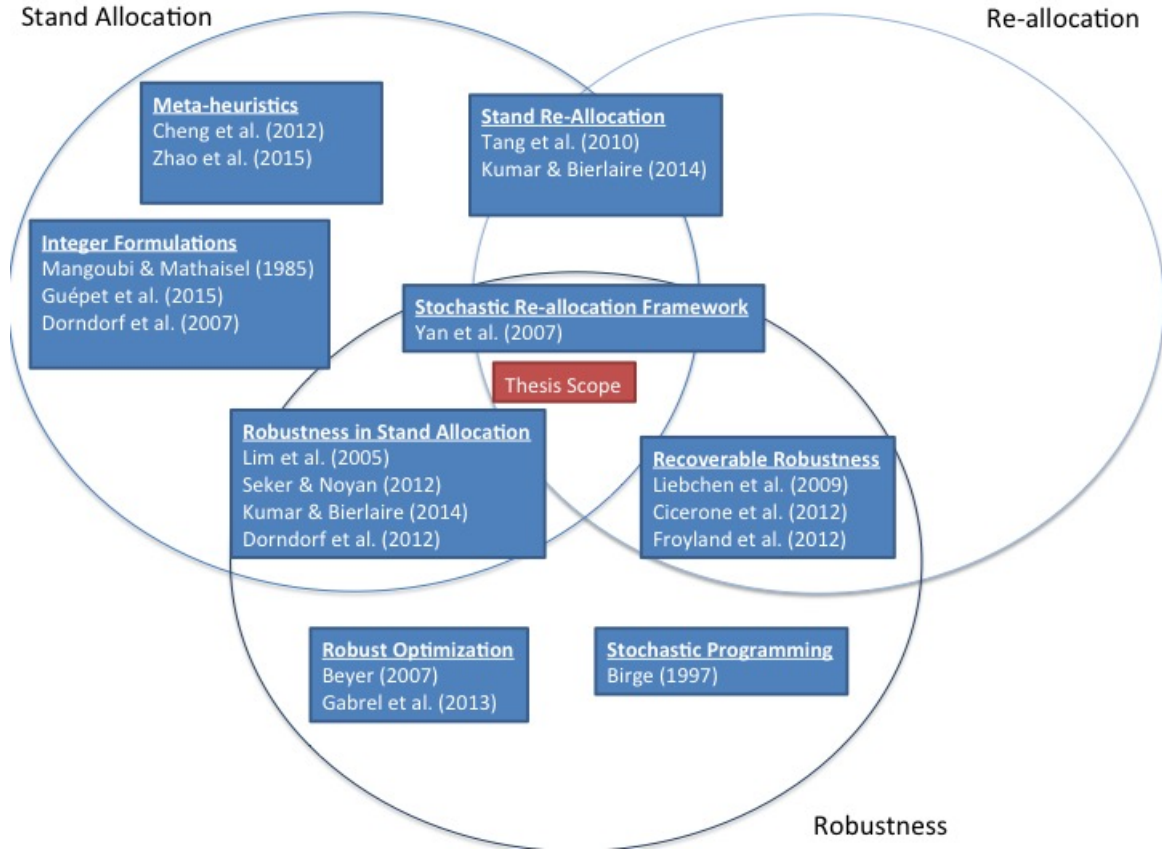 Stand Allocation
Re-allocation
Meta-heuristics
Cheng et al. (2012)
Zhao et al. (2015)
Stand Re-Allocation
Tang et al. (2010)
Kumar & Bierlaire (2014)
Integer Formulations
Mangoubi & Mathaisel (1985)
Guépet et al. (2015)
Dorndorf et al. (2007)
Stochastic Re-allocation Framework
Yan et al. (2007)
Thesis Scope
Robustness in Stand Allocation
Lim et al. (2005)
Seker & Noyan (2012)
Kumar & Bierlaire (2014)
Dorndorf et al. (2012)
Recoverable Robustness
Liebchen et al. (2009)
Cicerone et al. (2012)
Froyland et al. (2012)
Robust Optimization
Beyer (2007)
Gabrel et al. (2013)
Stochastic Programming
Birge (1997)
Robustness